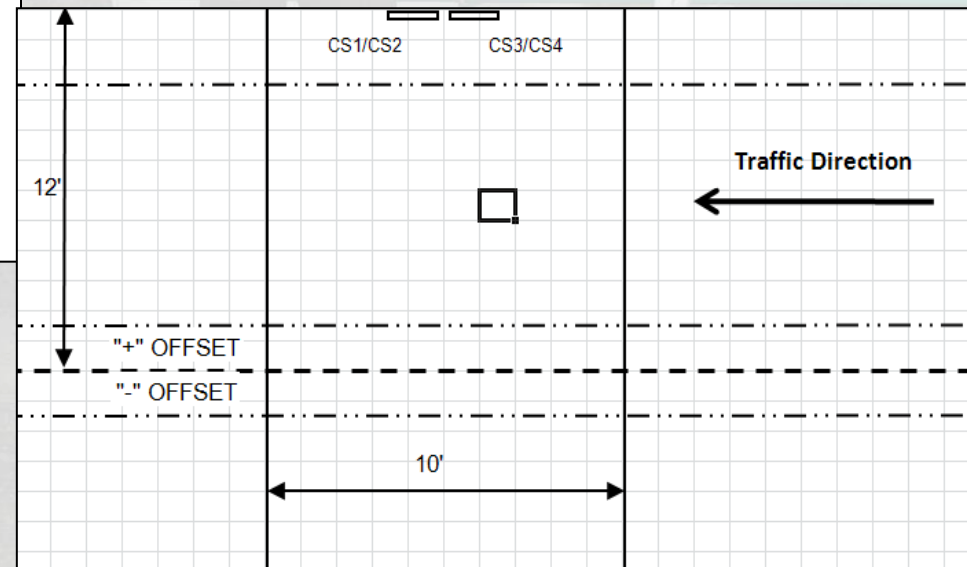 CS1/CS2
CS3/CS4
Traffic Direction
12'
"+" OFFSET
"-" OFFSET
10'